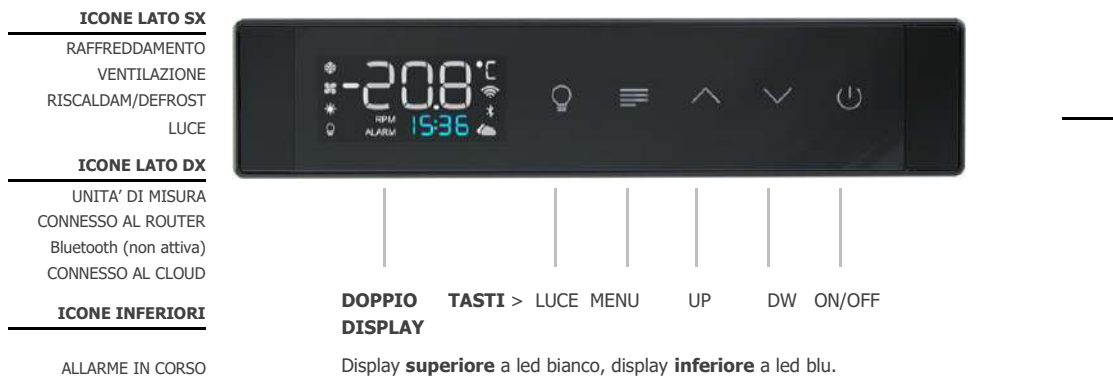 ICONE LATO SX
RAFFREDDAMENTO
VENTILAZIONE
RISCALDAM/DEFROST
LUCE
ICONE LATO DX
UNITA’ DI MISURA
CONNESSO AL ROUTER
Bluetooth (non attiva)
CONNESSO AL CLOUD
ICONE INFERIORI
ALLARME IN CORSO
-20.8 °C
RPM
ALARM 15:36
DOPPIO DISPLAY
TASTI > LUCE MENU UP DW ON/OFF
Display superiore a led bianco, display inferiore a led blu.